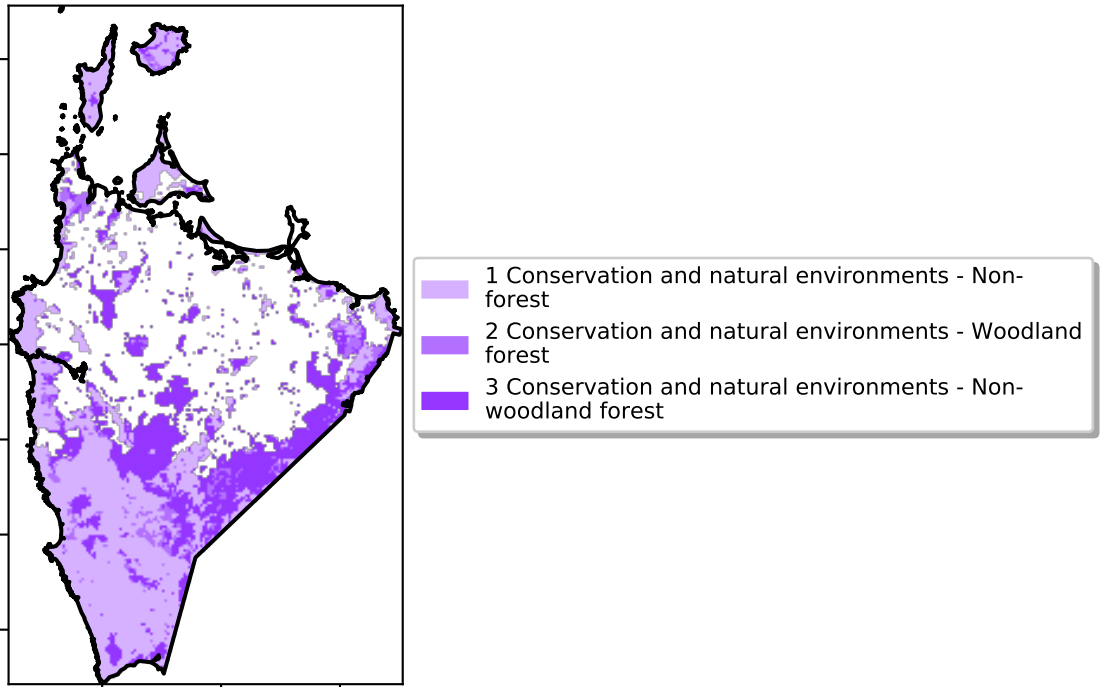 1 Conservation and natural environments - Non-
forest
2 Conservation and natural environments - Woodland
forest
3 Conservation and natural environments - Non-
woodland forest